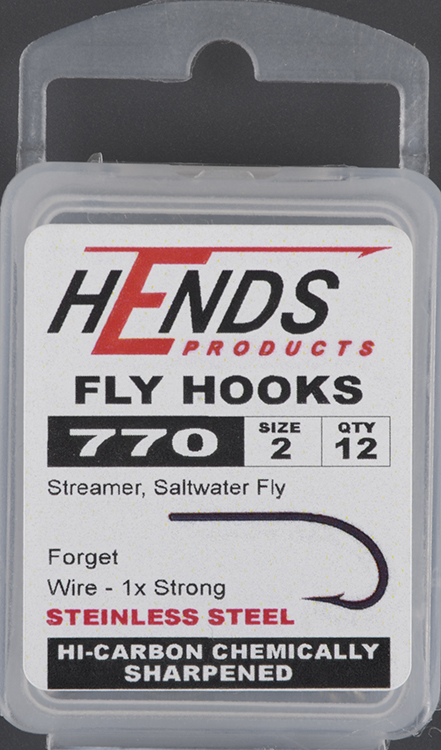 HENDS
PRODUCTS
FLY HOOKS
770 SIZE 2 QTY 12
Streamer, Saltwater Fly
Forget
Wire - 1x Strong
STEINLESS STEEL
HI-CARBON CHEMICALLY
SHARPENED